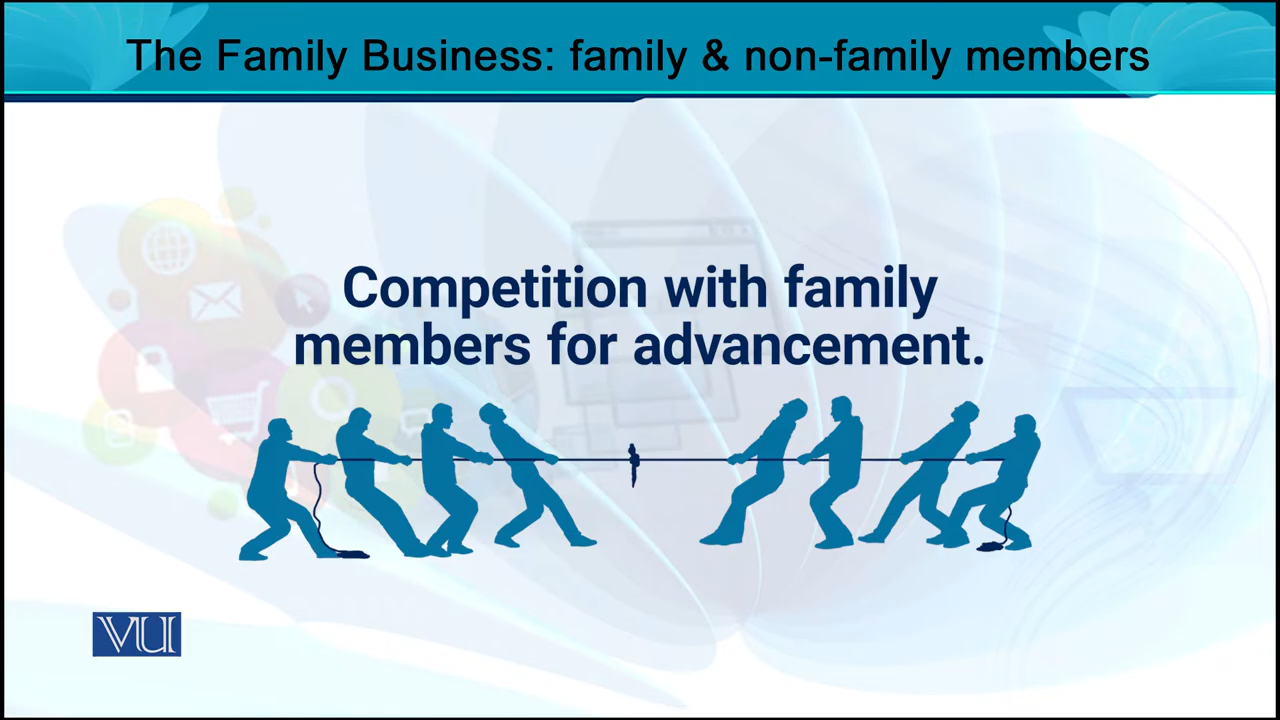 The Family Business: family & non-family members
Competition with family
members for advancement.
VU